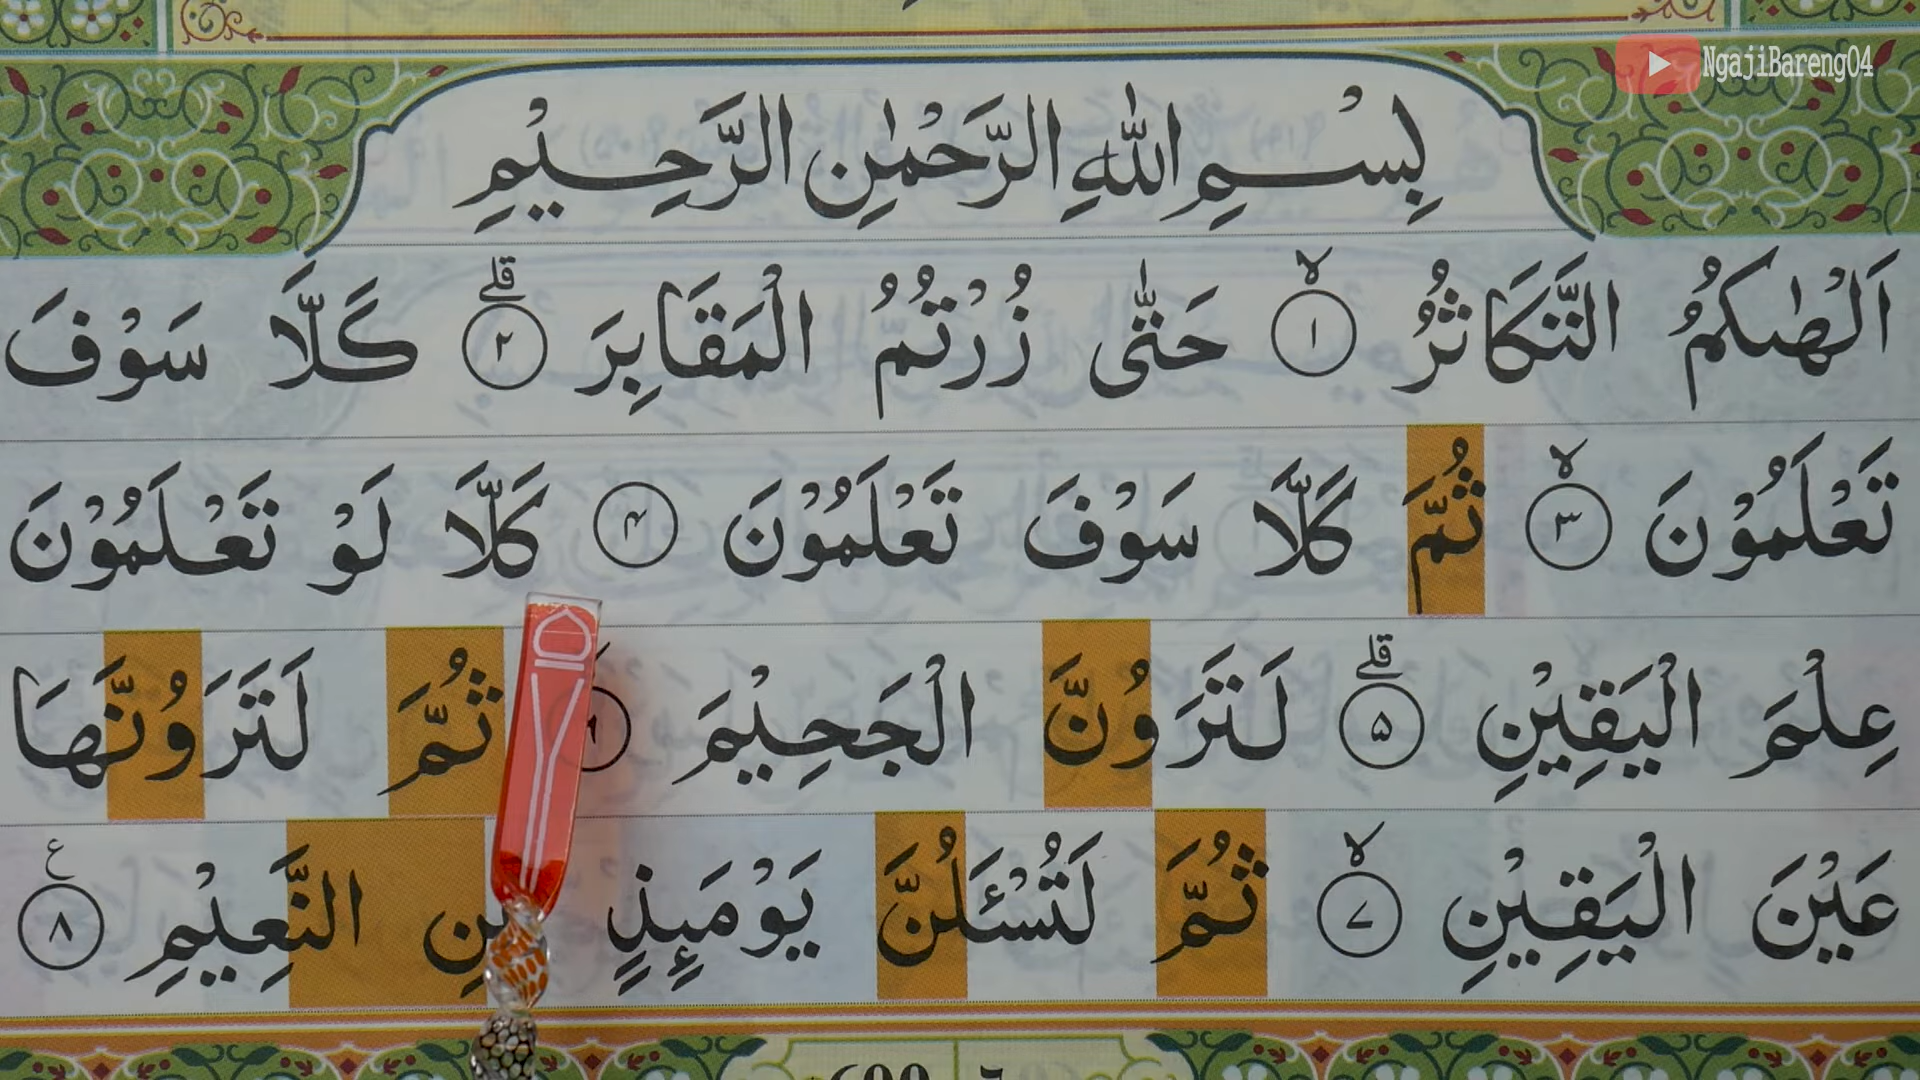 NgajiBareng04
بِسْمِ اللّٰهِ الرَّحْمٰنِ الرَّحِيْمِ
اَلْهٰىكُمُ التَّكَاثُرُ ۙ ١ حَتّٰى زُرْتُمُ الْمَقَابِرَ ۗ ٢ كَلَّا سَوْفَ
تَعْلَمُوْنَ ۙ ٣ ثُمَّ كَلَّا سَوْفَ تَعْلَمُوْنَ ٤ كَلَّا لَوْ تَعْلَمُوْنَ
عِلْمَ الْيَقِيْنِ ۗ ٥ لَتَرَوُنَّ الْجَحِيْمَ ٦ ثُمَّ لَتَرَوُنَّهَا
عَيْنَ الْيَقِيْنِ ۙ ٧ ثُمَّ لَتُسْـَٔلُنَّ يَوْمَىِٕذٍ النَّعِيْمِ ࣖ ٨